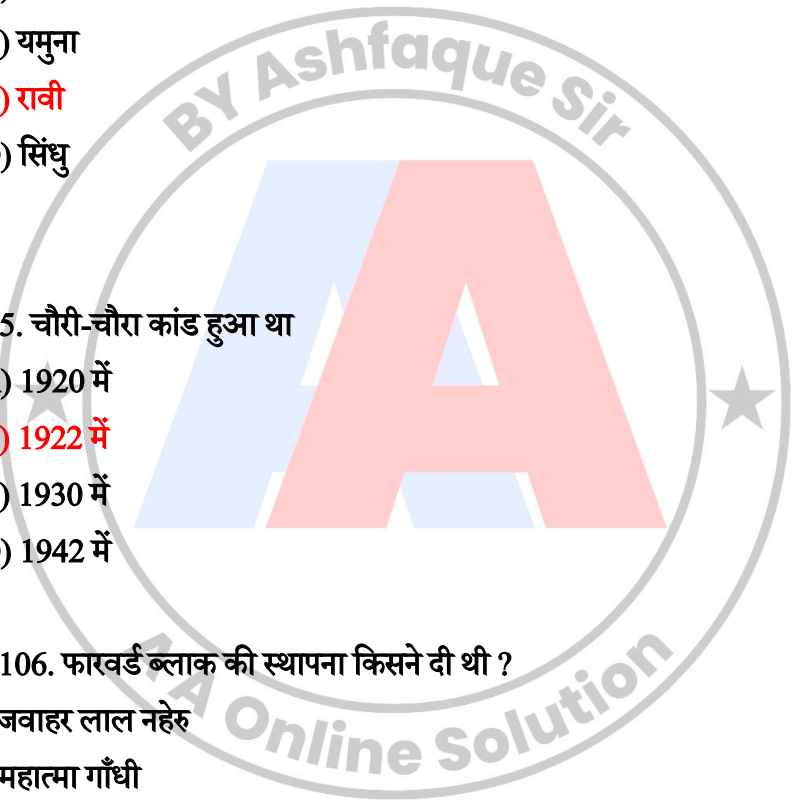 ) यमुना
) रावी
) सिंधु
BY Ashfaque Sir
5. चौरी-चौरा कांड हुआ था
) 1920 में
) 1922 में
) 1930 में
) 1942 में
106. फारवर्ड ब्लाक की स्थापना किसने दी थी ?
जवाहर लाल नहेरु
महात्मा गाँधी
A A Online Solution